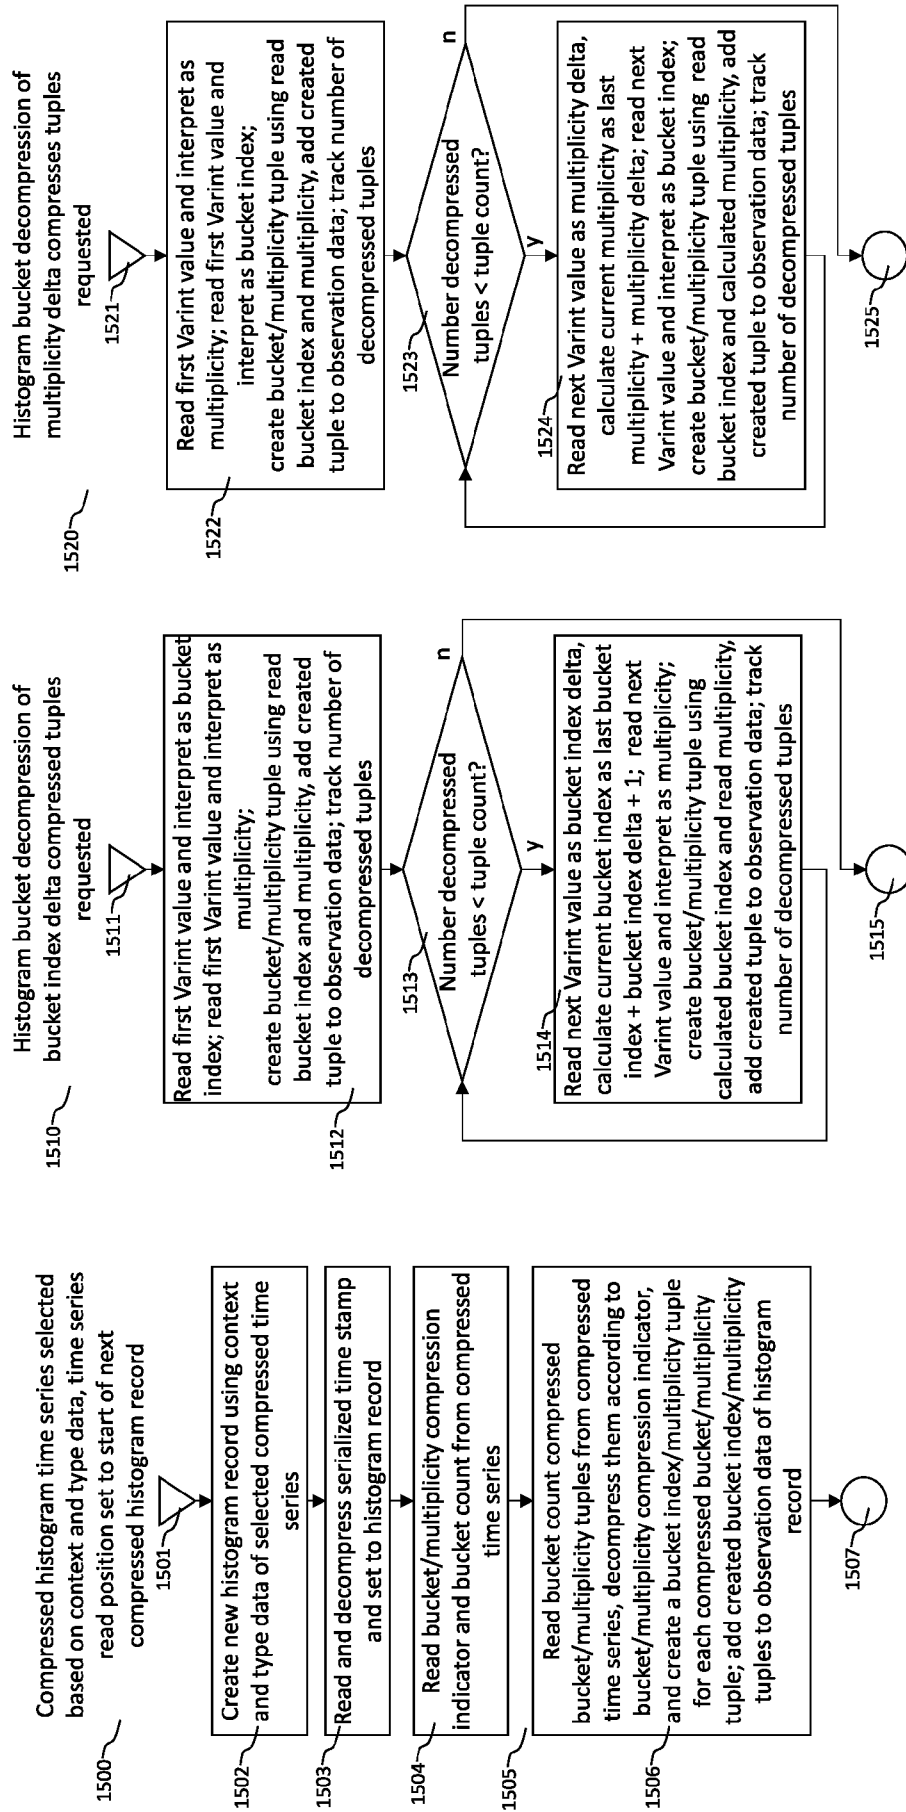 1500
Compressed histogram time series selected
based on context and type data, time series
read position set to start of next
compressed histogram record
1501
1502
Create new histogram record using context
and type data of selected compressed time
series
1503
Read and decompress serialized time stamp
and set to histogram record
1504
Read bucket/multiplicity compression
indicator and bucket count from compressed
time series
1505
1506
Read bucket count compressed
bucket/multiplicity tuples from compressed
time series, decompress them according to
bucket/multiplicity compression indicator,
and create a bucket index/multiplicity tuple
for each compressed bucket/multiplicity
tuple; add created bucket index/multiplicity
tuples to observation data of histogram
record
1507
1510
Histogram bucket decompression of
bucket index delta compressed tuples
requested
1511
1512
Read first Varint value and interpret as bucket
index; read first Varint value and interpret as
multiplicity;
create bucket/multiplicity tuple using read
bucket index and multiplicity, add created
tuple to observation data; track number of
decompressed tuples
1513
Number decompressed
tuples < tuple count?
n
y
1514
Read next Varint value as bucket index delta,
calculate current bucket index as last bucket
index + bucket index delta + 1;  read next
Varint value and interpret as multiplicity;
create bucket/multiplicity tuple using
calculated bucket index and read multiplicity,
add created tuple to observation data; track
number of decompressed tuples
1515
1520
Histogram bucket decompression of
multiplicity delta compresses tuples
requested
1521
1522
Read first Varint value and interpret as
multiplicity; read first Varint value and
interpret as bucket index;
create bucket/multiplicity tuple using read
bucket index and multiplicity, add created
tuple to observation data; track number of
decompressed tuples
1523
Number decompressed
tuples < tuple count?
n
y
1524
Read next Varint value as multiplicity delta,
calculate current multiplicity as last
multiplicity + multiplicity delta; read next
Varint value and interpret as bucket index;
create bucket/multiplicity tuple using  read
bucket index and calculated multiplicity, add
created tuple to observation data; track
number of decompressed tuples
1525